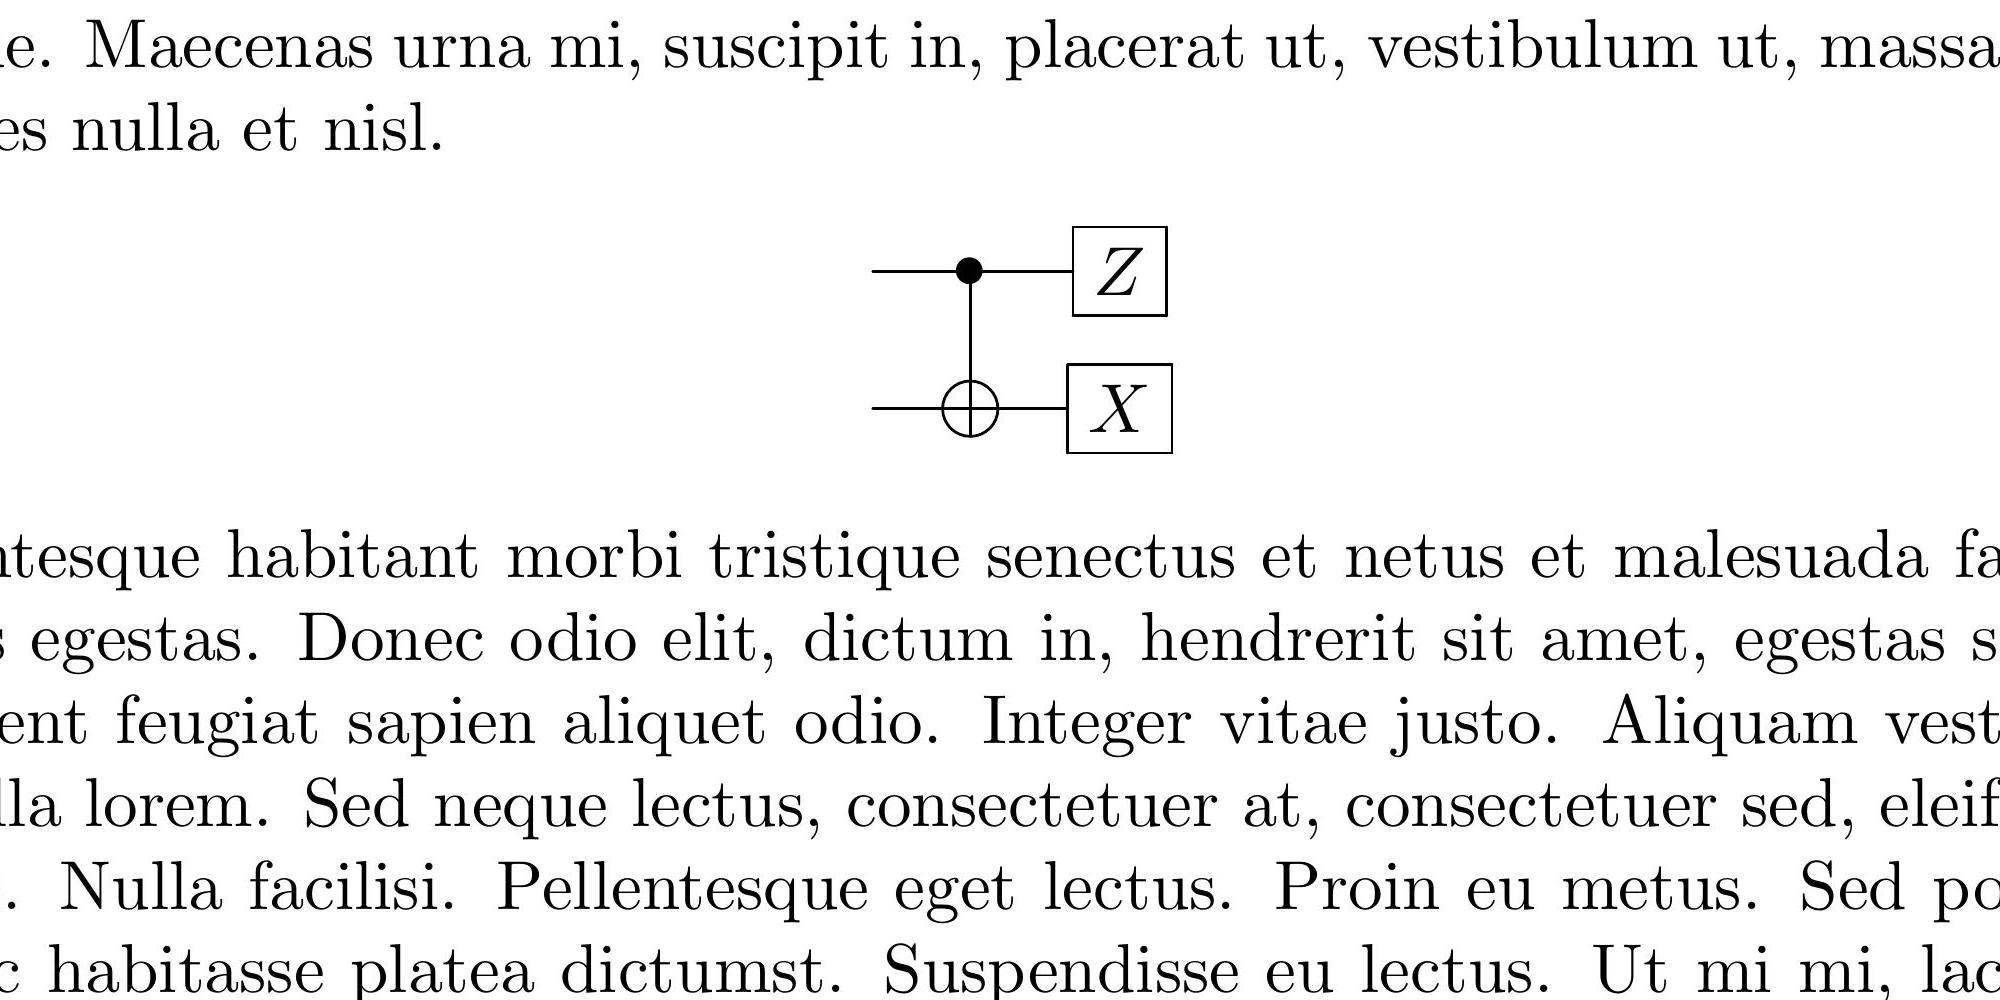 e. Maecenas urna mi, suscipit in, placerat ut, vestibulum ut, massa
es nulla et nisl.
Z
X
ntesque habitant morbi tristique senectus et netus et malesuada fa
s egestas. Donec odio elit, dictum in, hendrerit sit amet, egestas s
ent feugiat sapien aliquet odio. Integer vitae justo. Aliquam vest
lla lorem. Sed neque lectus, consectetuer at, consectetuer sed, eleif
. Nulla facilisi. Pellentesque eget lectus. Proin eu metus. Sed po
c habitasse platea dictumst. Suspendisse eu lectus. Ut mi mi, lac